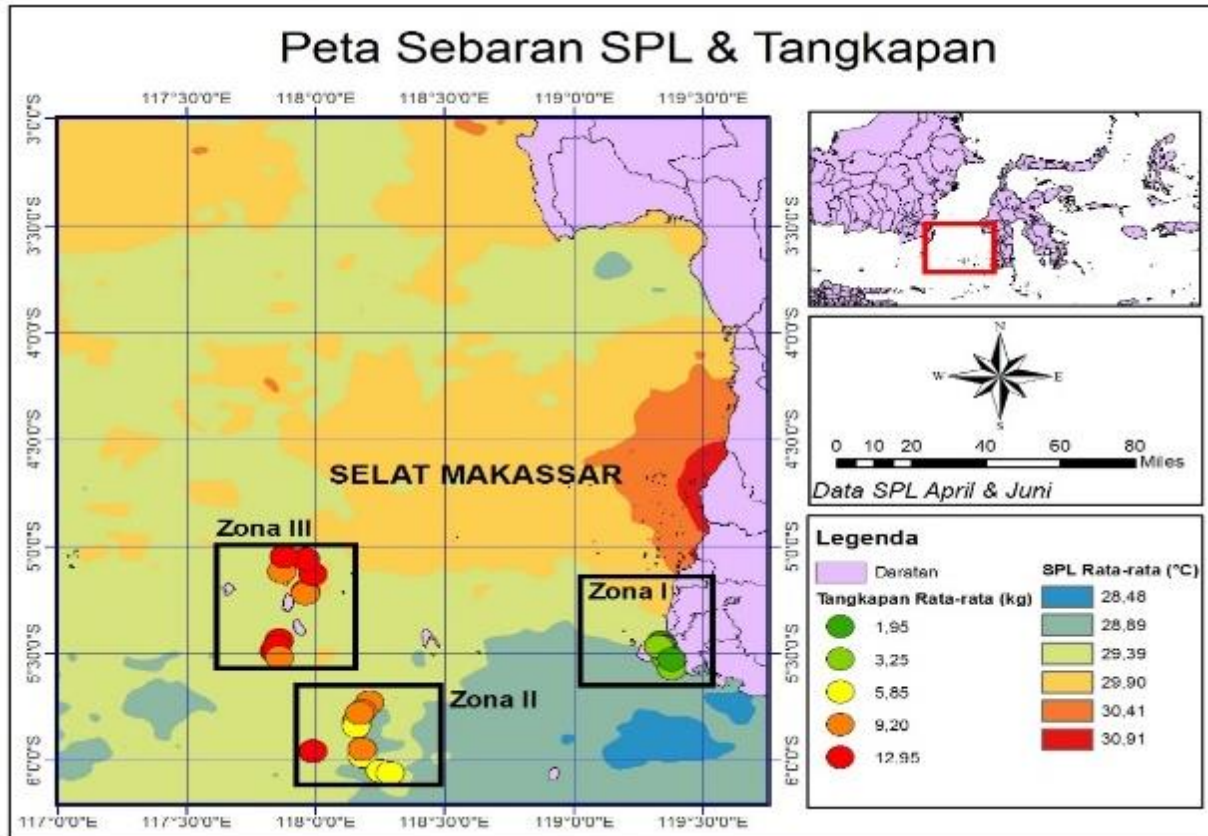 Peta Sebaran SPL & Tangkapan
117°30'0"E 118°0'0"E 118°30'0"E 119°0'0"E 119°30'0"E
3°0'0"S 3°0'0"S
3°30'0"S 3°30'0"S
4°0'0"S 4°0'0"S
4°30'0"S 4°30'0"S
SELAT MAKASSAR
Zona III
5°0'0"S 5°0'0"S
Zona I
5°30'0"S 5°30'0"S
Zona II
6°0'0"S 6°0'0"S
117°0'0"E 117°30'0"E 118°0'0"E 118°30'0"E 119°0'0"E 119°30'0"E
N
W E
S
0 10 20 40 60 80
Miles
Data SPL April & Juni
Legenda
Daratan
Tangkapan Rata-rata (kg)
1,95
3,25
5,85
9,20
12,95
SPL Rata-rata (°C)
28,48
28,89
29,39
29,90
30,41
30,91